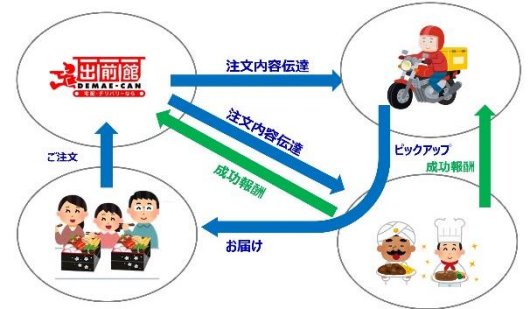 出前館
DEMAE-CAN
宅配・デリバリーなら
注文内容伝達
注文内容伝達
成功報酬
ご注文
ピックアップ
成功報酬
お届け